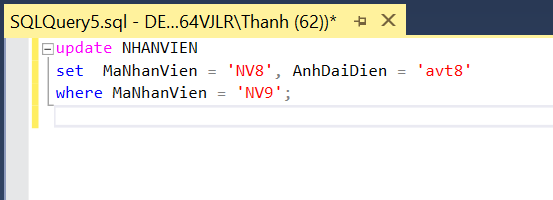 SQLQuery5.sql - DE...64VJLR\Thanh (62))*
update NHANVIEN
set  MaNhanVien = 'NV8', AnhDaiDien = 'avt8'
where MaNhanVien = 'NV9';